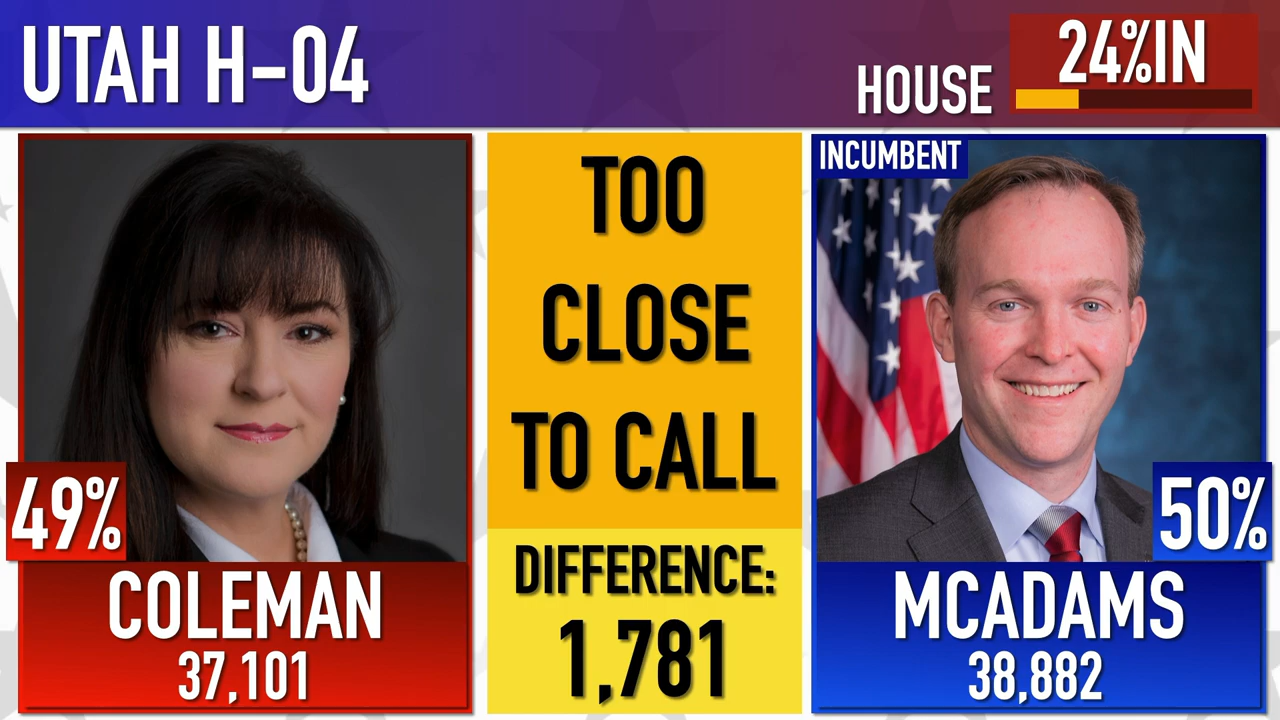 UTAH H-04
HOUSE
24%IN
INCUMBENT
TOO
CLOSE
TO CALL
DIFFERENCE:
1,781
49%
COLEMAN
37,101
50%
MCADAMS
38,882